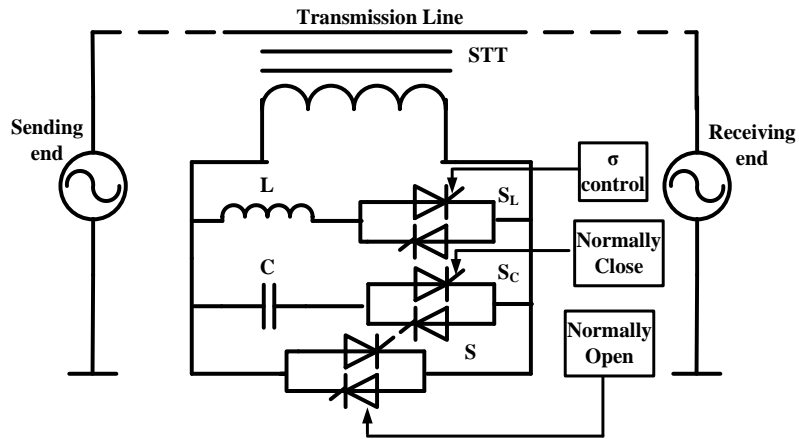 Transmission Line
STT
Sending
end
Receiving
end
σ
control
L
S_L
Normally
Close
C
S_C
Normally
Open
S